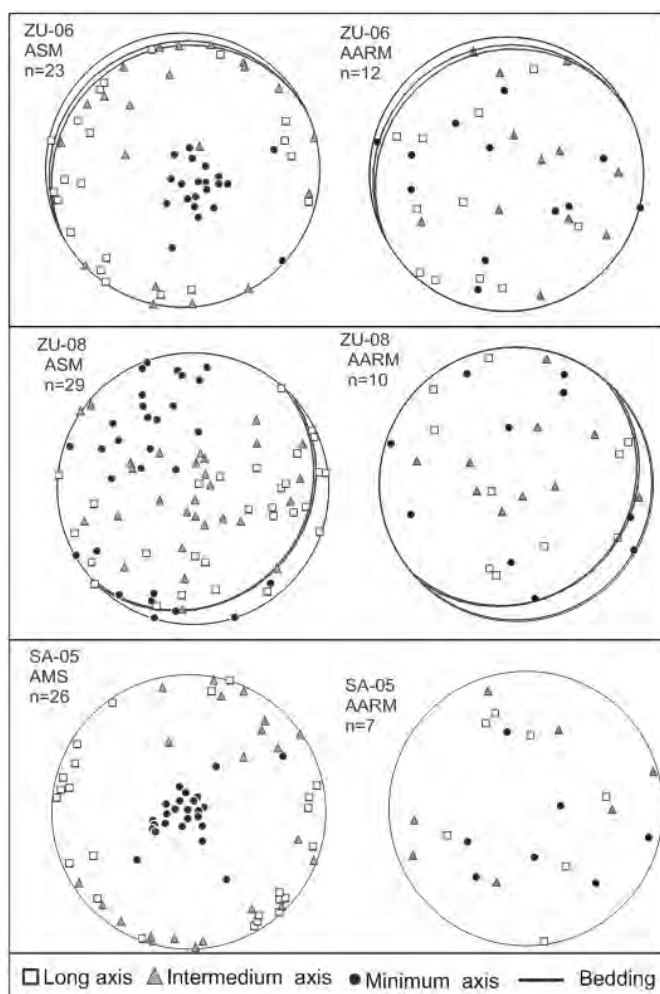 ZU-06
ASM
n=23
ZU-06
AARM
n=12
ZU-08
ASM
n=29
ZU-08
AARM
n=10
SA-05
AMS
n=26
SA-05
AARM
n=7
Long axis Intermedium axis Minimum axis Bedding